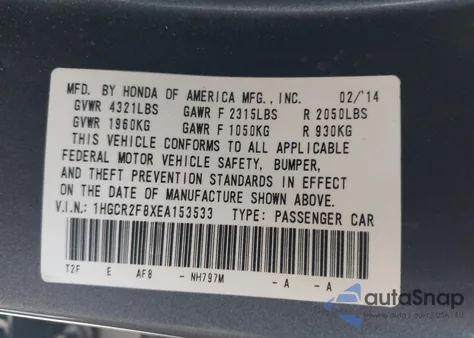 MFD. BY HONDA OF AMERICA MFG., INC. 02/'14
GVWR 4321LBS GAWR F 2315LBS R 2050LBS
GVWR 1960KG GAWR F 1050KG R 930KG
THIS VEHICLE CONFORMS TO ALL APPLICABLE
FEDERAL MOTOR VEHICLE SAFETY, BUMPER,
AND THEFT PREVENTION STANDARDS IN EFFECT
ON THE DATE OF MANUFACTURE SHOWN ABOVE.
V.I.N.: 1HGCR2F8XEA153533 TYPE: PASSENGER CAR
T2F E AF8 - NH797M - A - A
autoSnap